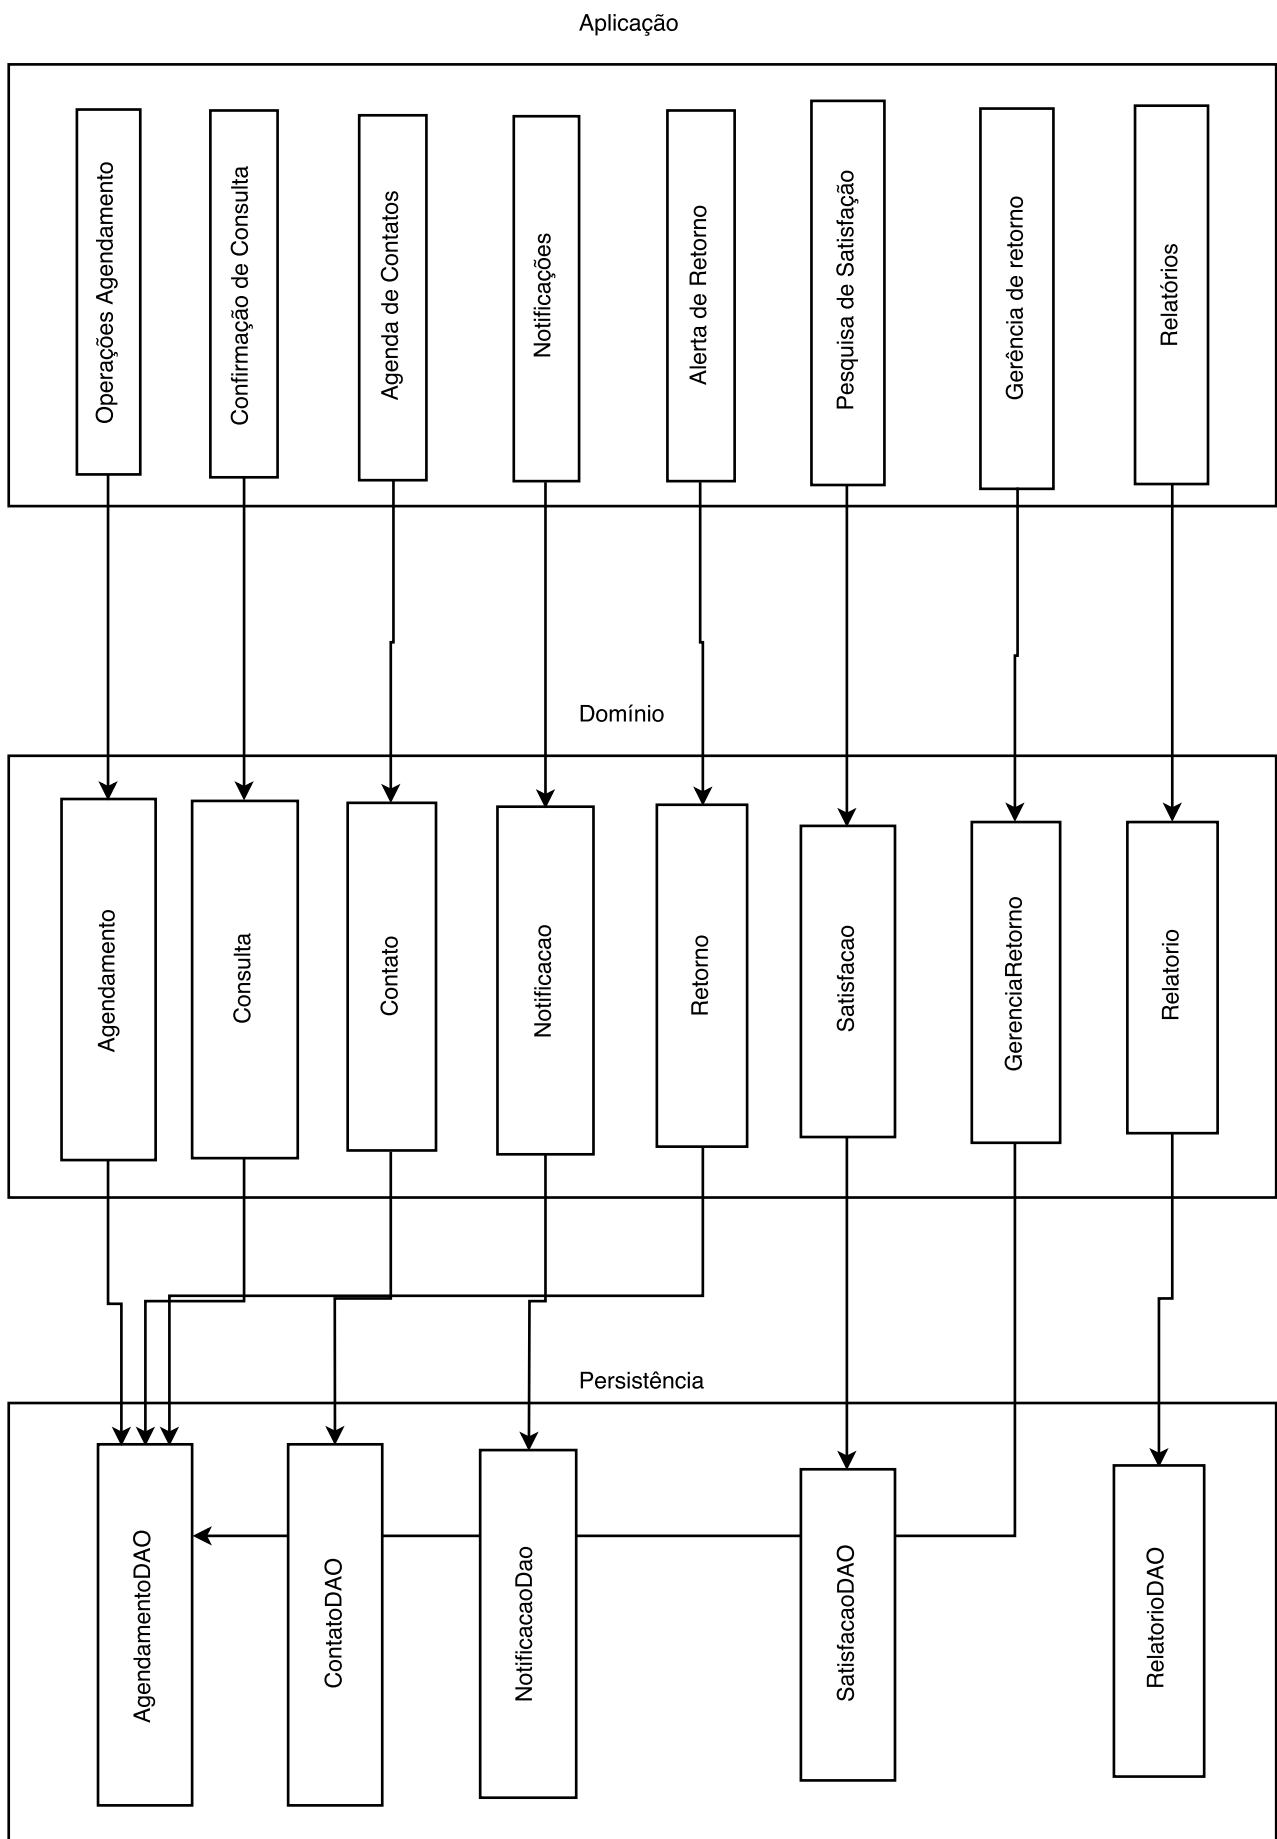 Aplicação
Operações Agendamento
Confirmação de Consulta
Agenda de Contatos
Notificações
Alerta de Retorno
Pesquisa de Satisfação
Gerência de retorno
Relatórios
Domínio
Agendamento
Consulta
Contato
Notificacao
Retorno
Satisfacao
GerenciaRetorno
Relatorio
Persistência
AgendamentoDAO
ContatoDAO
NotificacaoDao
SatisfacaoDAO
RelatorioDAO